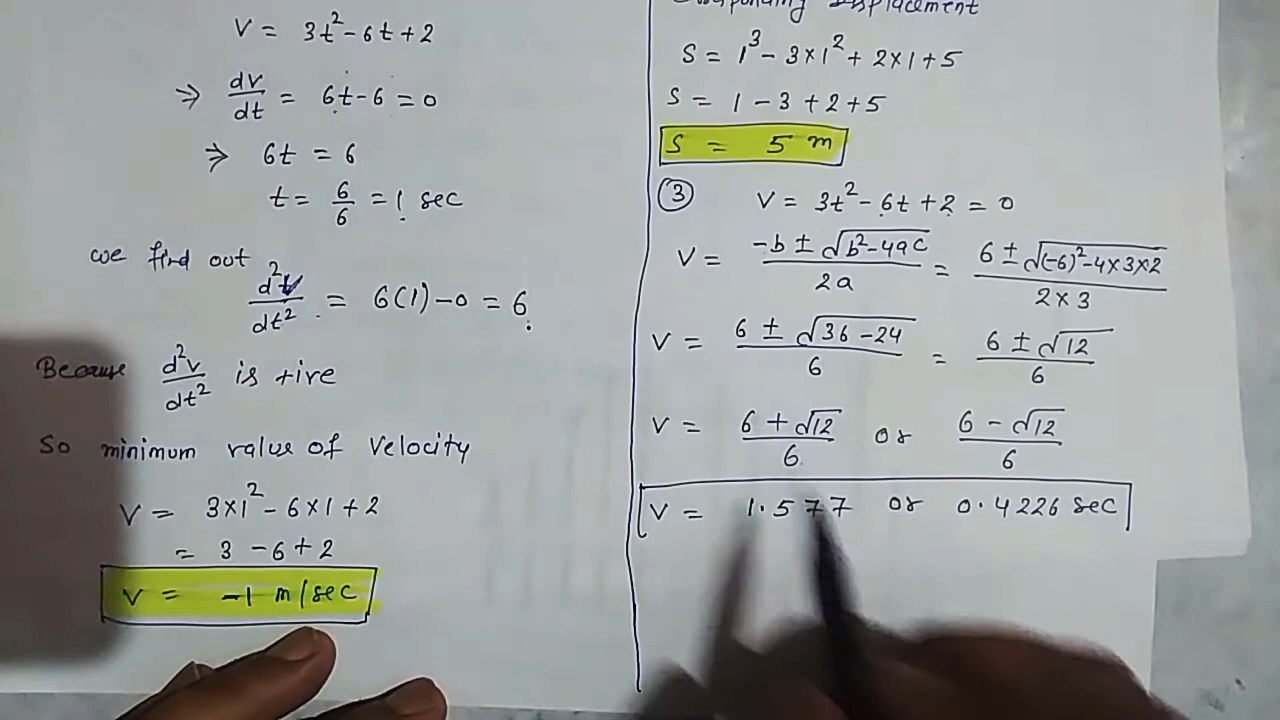 V = 3t²-6t+2
⇒ dv/dt = 6t-6 = 0
⇒ 6t = 6
t = 6/6 = 1 sec
we find out
d²v/dt² = 6(1)-0 = 6
Because d²v/dt² is +ive
So minimum value of velocity
V = 3×1²-6×1+2
= 3-6+2
V = -1 m/sec
S = 1³-3×1²+2×1+5
S = 1-3+2+5
S = 5 m
③ V = 3t²-6t+2 = 0
V = -b±√b²-4ac/2a = 6±√(-6)²-4×3×2/2×3
V = 6±√36-24/6 = 6±√12/6
V = 6+√12/6 or 6-√12/6
V = 1.577 or 0.4226 sec